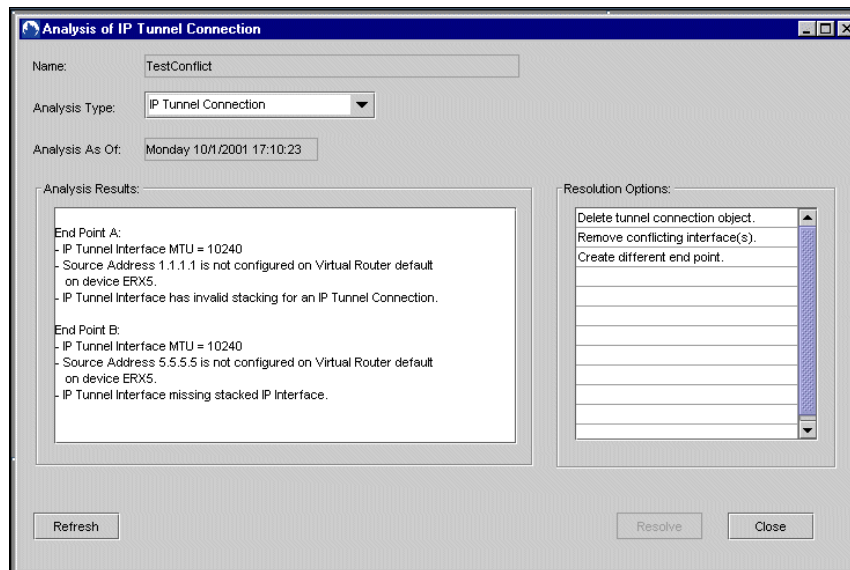 Analysis of IP Tunnel Connection
Name:
TestConflict
Analysis Type:
IP Tunnel Connection
Analysis As Of:
Monday 10/1/2001 17:10:23
Analysis Results:
End Point A:
- IP Tunnel Interface MTU = 10240
- Source Address 1.1.1.1 is not configured on Virtual Router default
on device ERX5.
- IP Tunnel Interface has invalid stacking for an IP Tunnel Connection.
End Point B:
- IP Tunnel Interface MTU = 10240
- Source Address 5.5.5.5 is not configured on Virtual Router default
on device ERX5.
- IP Tunnel Interface missing stacked IP Interface.
Resolution Options:
Delete tunnel connection object.
Remove conflicting interface(s).
Create different end point.
Refresh
Resolve
Close